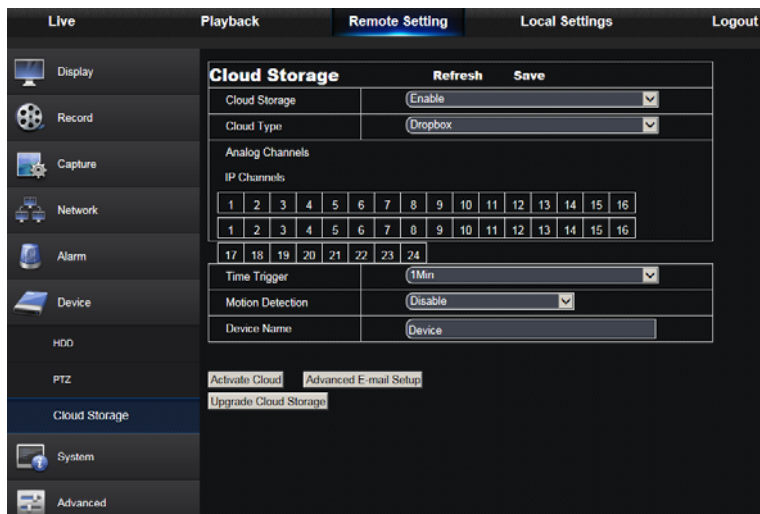 Live Playback Remote Setting Local Settings Logout
Display
Record
Capture
Network
Alarm
Device
HDD
PTZ
Cloud Storage
System
Advanced
Cloud Storage Refresh Save
Cloud Storage Enable
Cloud Type Dropbox
Analog Channels
IP Channels
1 2 3 4 5 6 7 8 9 10 11 12 13 14 15 16
1 2 3 4 5 6 7 8 9 10 11 12 13 14 15 16
17 18 19 20 21 22 23 24
Time Trigger 1Min
Motion Detection Disable
Device Name Device
Activate Cloud Advanced E-mail Setup
Upgrade Cloud Storage